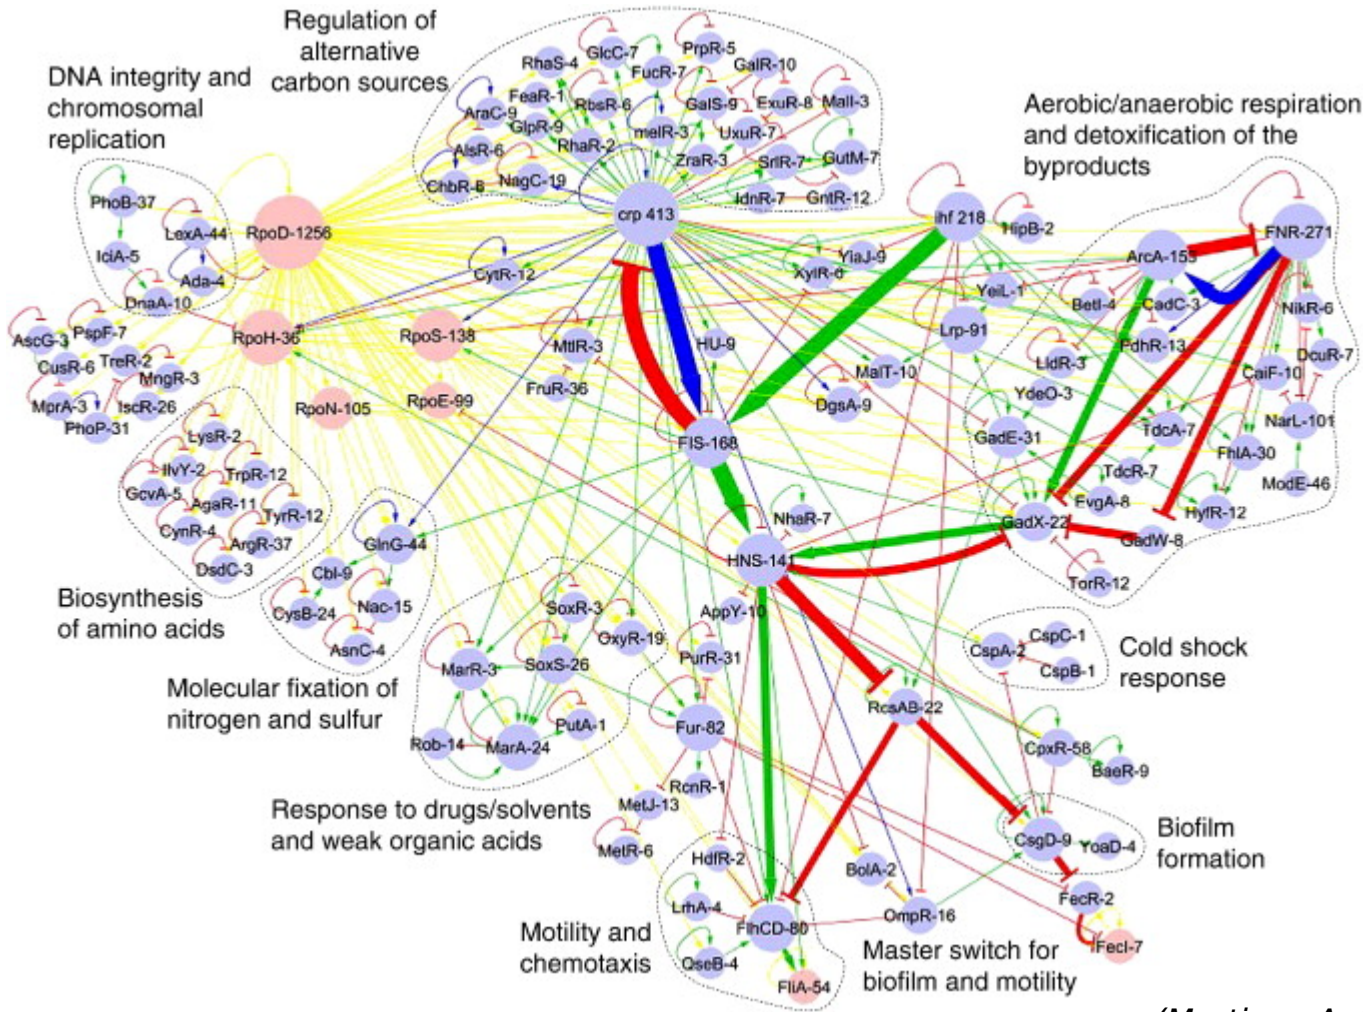 Regulation of
alternative
carbon sources
DNA integrity and
chromosomal
replication
Aerobic/anaerobic respiration
and detoxification of the
byproducts
RhaS-4
GlcC-7
PrpR-5
FucR-7
GalR-10
FeaR-1
RbsR-6
GalS-9
ExuR-8
MalI-3
AraC-9
GlpR-9
melR-3
UxuR-7
AlsR-6
RhaR-2
ZraR-3
SrlR-7
GutM-7
ChbR-8
NagC-19
IdnR-7
GntR-12
PhoB-37
LexA-44
RpoD-1256
crp 413
ihf 218
HipB-2
FNR-271
IciA-5
Ada-4
DnaA-10
CytR-12
XylR-6
YiaJ-9
YeiL-1
ArcA-155
BetI-4
CadC-3
NikR-6
AscG-3
PspF-7
RpoH-36
RpoS-138
MtlR-3
HU-9
Lrp-91
PdhR-13
DcuR-7
CusR-6
TreR-2
MngR-3
LldR-3
MprA-3
IscR-26
PhoP-31
RpoN-105
RpoE-99
FruR-36
MalT-10
DgsA-9
YdeO-3
CaiF-10
NarL-101
LysR-2
IlvY-2
TrpR-12
GcvA-5
AgaR-11
TyrR-12
CynR-4
ArgR-37
DsdC-3
FIS-168
GadE-31
TdcA-7
FhlA-30
TdcR-7
ModE-46
EvgA-8
HyfR-12
GlnG-44
NhaR-7
GadX-22
GadW-8
Cbl-9
HNS-141
TorR-12
Biosynthesis
of amino acids
CysB-24
Nac-15
AsnC-4
SoxR-3
OxyR-19
AppY-10
CspC-1
CspA-2
CspB-1
Cold shock
response
Molecular fixation of
nitrogen and sulfur
MarR-3
SoxS-26
PurR-31
RcsAB-22
PutA-1
Rob-14
MarA-24
Fur-82
CpxR-58
BaeR-9
RcnR-1
Response to drugs/solvents
and weak organic acids
MetJ-13
MetR-6
HdfR-2
BolA-2
CsgD-9
YoaD-4
Biofilm
formation
LrhA-4
FlhCD-80
OmpR-16
FecR-2
FecI-7
Motility and
chemotaxis
QseB-4
FliA-54
Master switch for
biofilm and motility